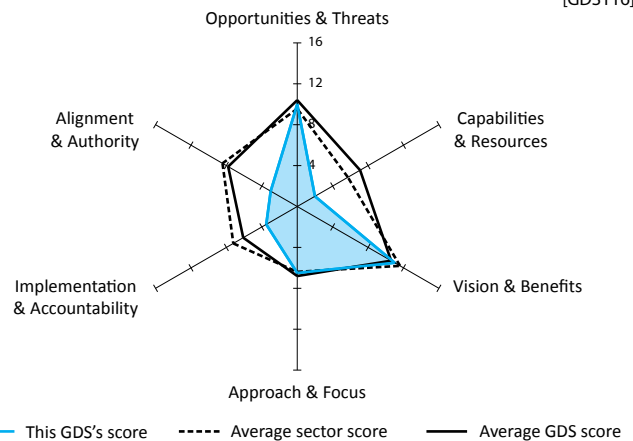 [GDS110]
Opportunities & Threats
16
12
8
4
Alignment
& Authority
Capabilities
& Resources
Implementation
& Accountability
Vision & Benefits
Approach & Focus
This GDS's score
Average sector score
Average GDS score